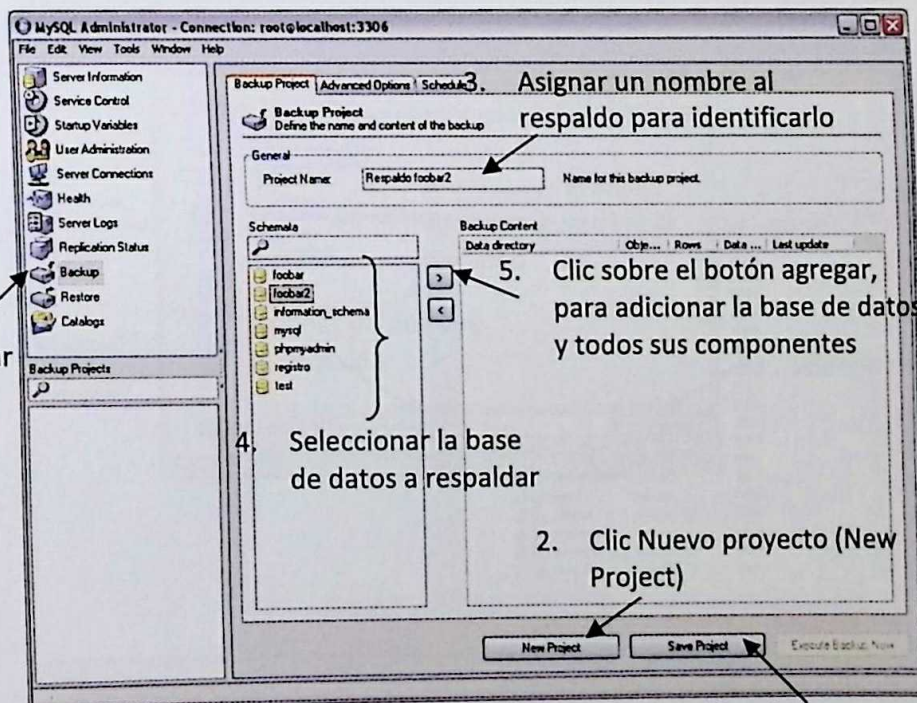 MySQL Administrator - Connection: root@localhost:3306
File Edit View Tools Window Help
Server Information
Service Control
Startup Variables
User Administration
Server Connections
Health
Server Logs
Replication Status
Backup
Restore
Catalogs
Backup Projects
Backup Project
Advanced Options
Schedule
3. Asignar un nombre al
respaldo para identificarlo
Backup Project
Define the name and content of the backup
General
Project Name: Respaldo foobar2 Name for this backup project.
Schemata
foobar
foobar2
information_schema
mysql
phpmyadmin
registro
test
>
<
Backup Content
Data directory Obje... Rows Data ... Last update
5. Clic sobre el botón agregar,
para adicionar la base de datos
y todos sus componentes
4. Seleccionar la base
de datos a respaldar
2. Clic Nuevo proyecto (New
Project)
New Project
Save Project
Execute Backup Now